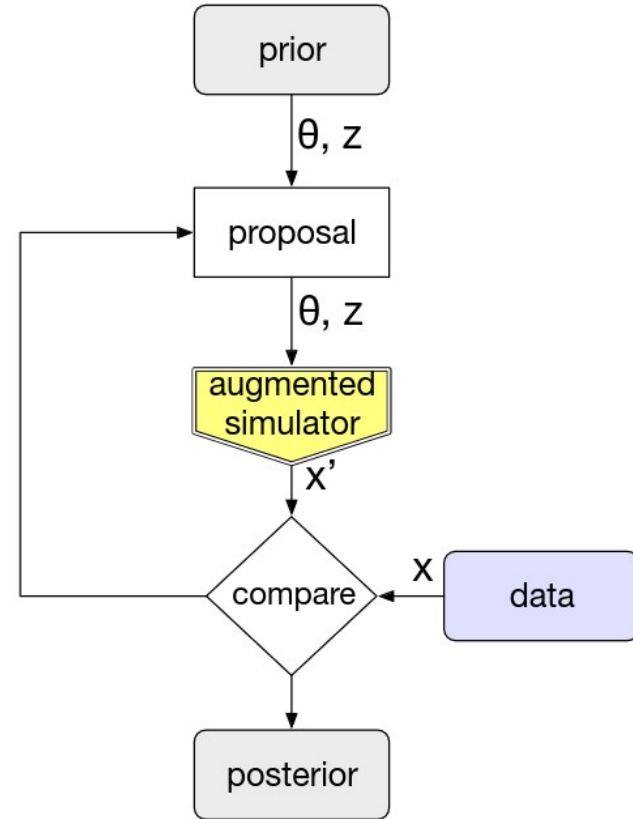 prior
θ, z
proposal
θ, z
augmented
simulator
x’
compare
x
data
posterior